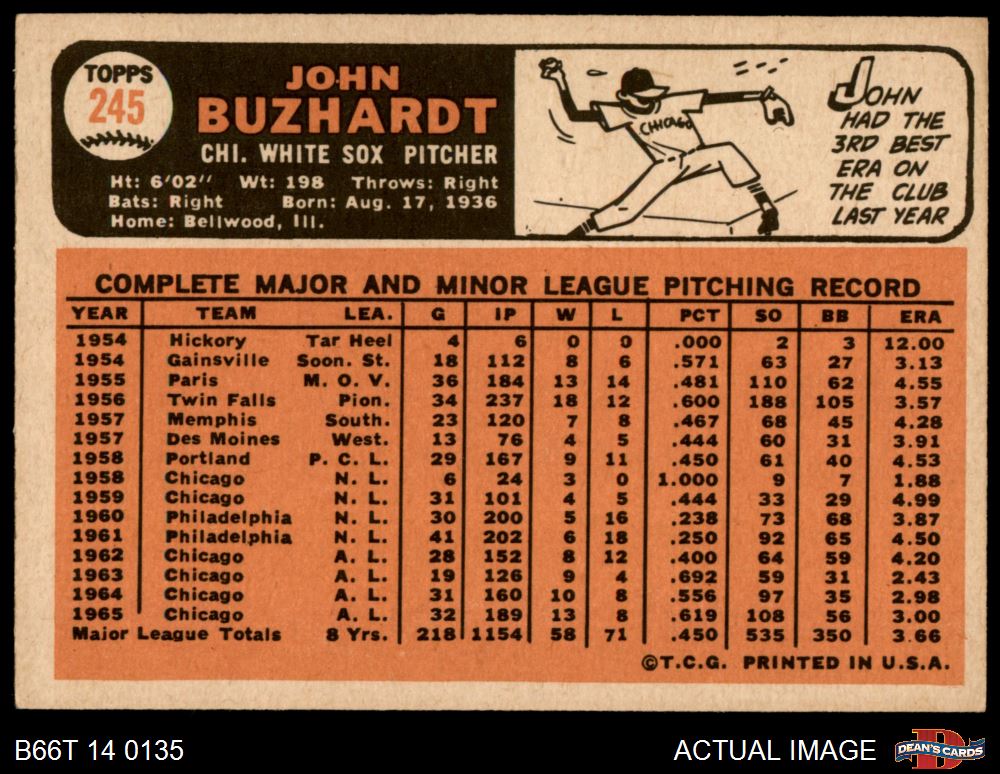 TOPPS
245
JOHN
BUZHARDT
CHI. WHITE SOX PITCHER
Ht: 6'02" Wt: 198 Throws: Right
Bats: Right Born: Aug. 17, 1936
Home: Bellwood, Ill.
CHICAGO
JOHN
HAD THE
3RD BEST
ERA ON
THE CLUB
LAST YEAR
COMPLETE MAJOR AND MINOR LEAGUE PITCHING RECORD
YEAR TEAM LEA. G IP W L PCT SO BB ERA
1954 Hickory Tar Heel 4 6 0 0 .000 2 3 12.00
1954 Gainsville Soon. St. 18 112 8 6 .571 63 27 3.13
1955 Paris M. O. V. 36 184 13 14 .481 110 62 4.55
1956 Twin Falls Pion. 34 237 18 12 .600 188 105 3.57
1957 Memphis South. 23 120 7 8 .467 68 45 4.28
1957 Des Moines West. 13 76 4 5 .444 60 31 3.91
1958 Portland P. C. L. 29 167 9 11 .450 61 40 4.53
1958 Chicago N. L. 6 24 3 0 1.000 9 7 1.88
1959 Chicago N. L. 31 101 4 5 .444 33 29 4.99
1960 Philadelphia N. L. 30 200 5 16 .238 73 68 3.87
1961 Philadelphia N. L. 41 202 6 18 .250 92 65 4.50
1962 Chicago A. L. 28 152 8 12 .400 64 59 4.20
1963 Chicago A. L. 19 126 9 4 .692 59 31 2.43
1964 Chicago A. L. 31 160 10 8 .556 97 35 2.98
1965 Chicago A. L. 32 189 13 8 .619 108 56 3.00
Major League Totals 8 Yrs. 218 1154 58 71 .450 535 350 3.66
©T.C.G. PRINTED IN U.S.A.
B66T 14 0135
ACTUAL IMAGE
D
DEAN'S CARDS